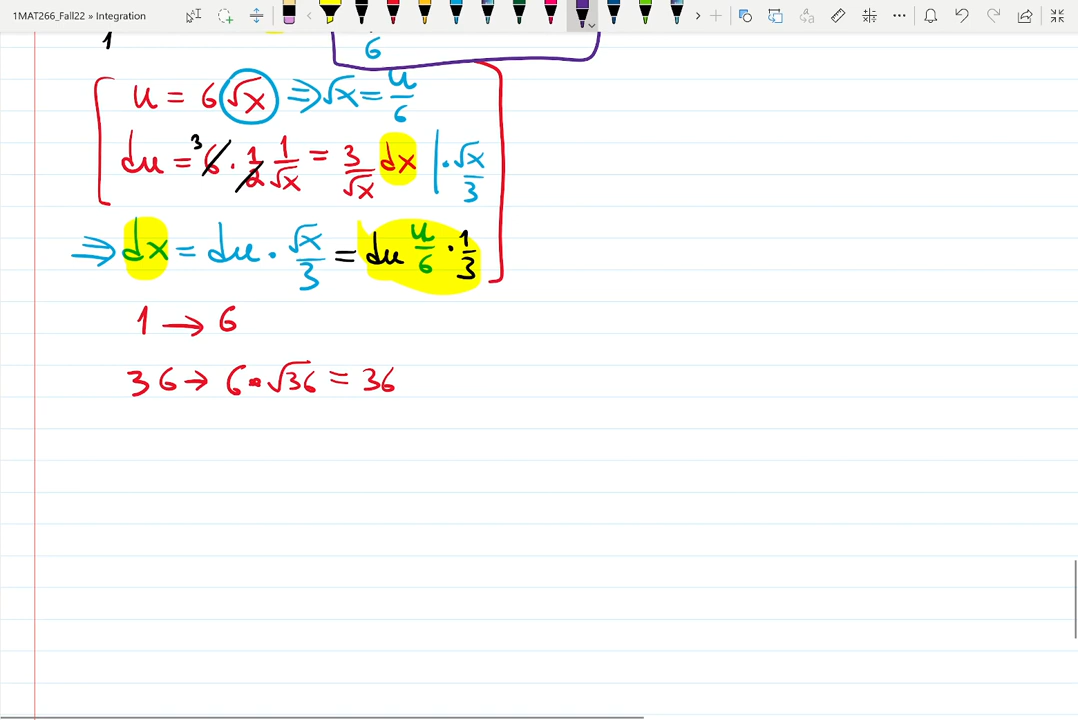 1MAT266_Fall22 » Integration
1
6
u = 6√x ⇒ √x = u/6
du = 6³ · 1/2 1/√x = 3/√x dx | · √x/3
⇒ dx = du · √x/3 = du u/6 · 1/3
1 → 6
36 → 6 · √36 = 36